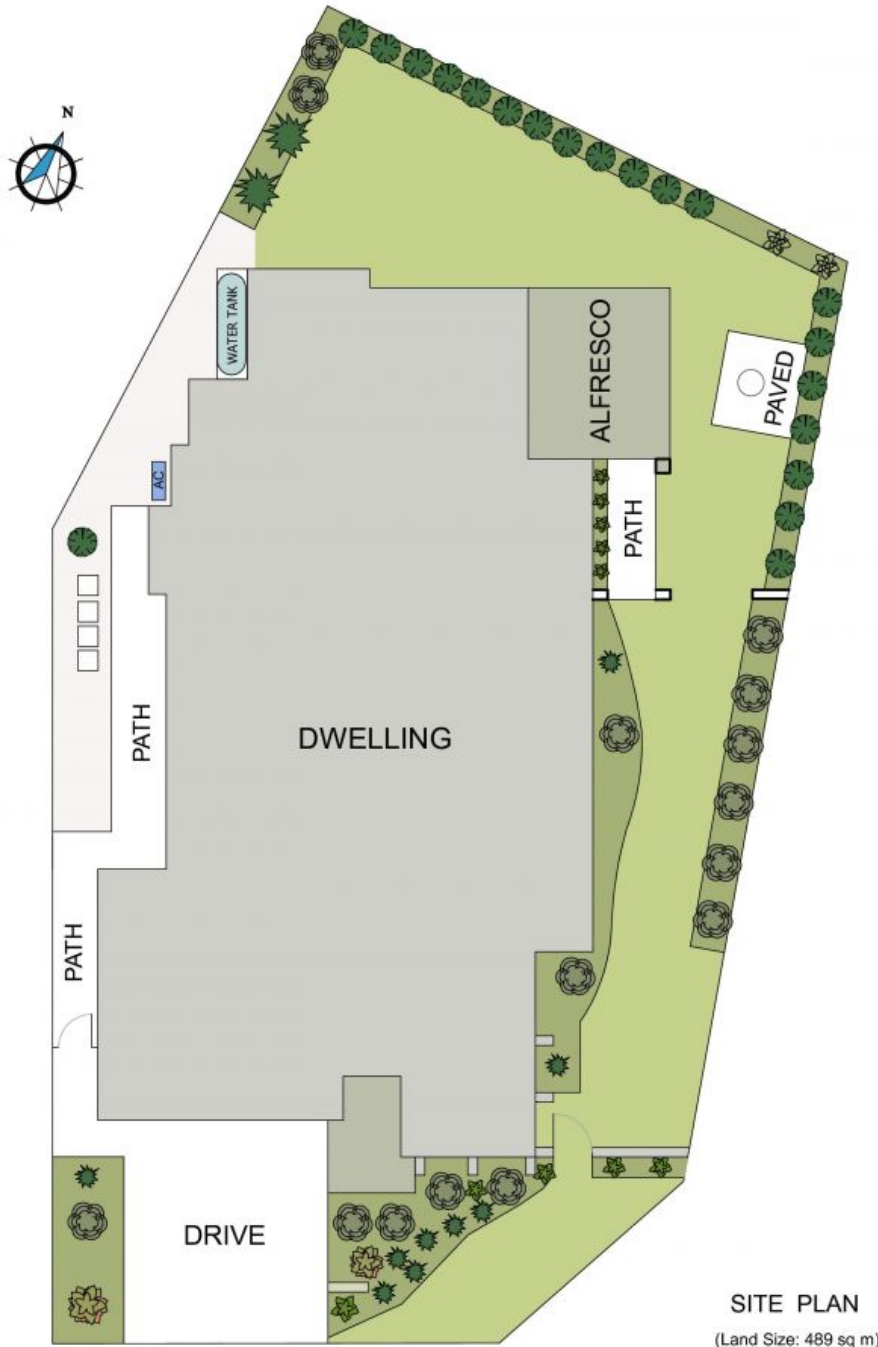 N
WATER TANK
ALFRESCO
PAVED
AC
PATH
PATH
DWELLING
PATH
DRIVE
SITE PLAN
(Land Size: 489 sq m)